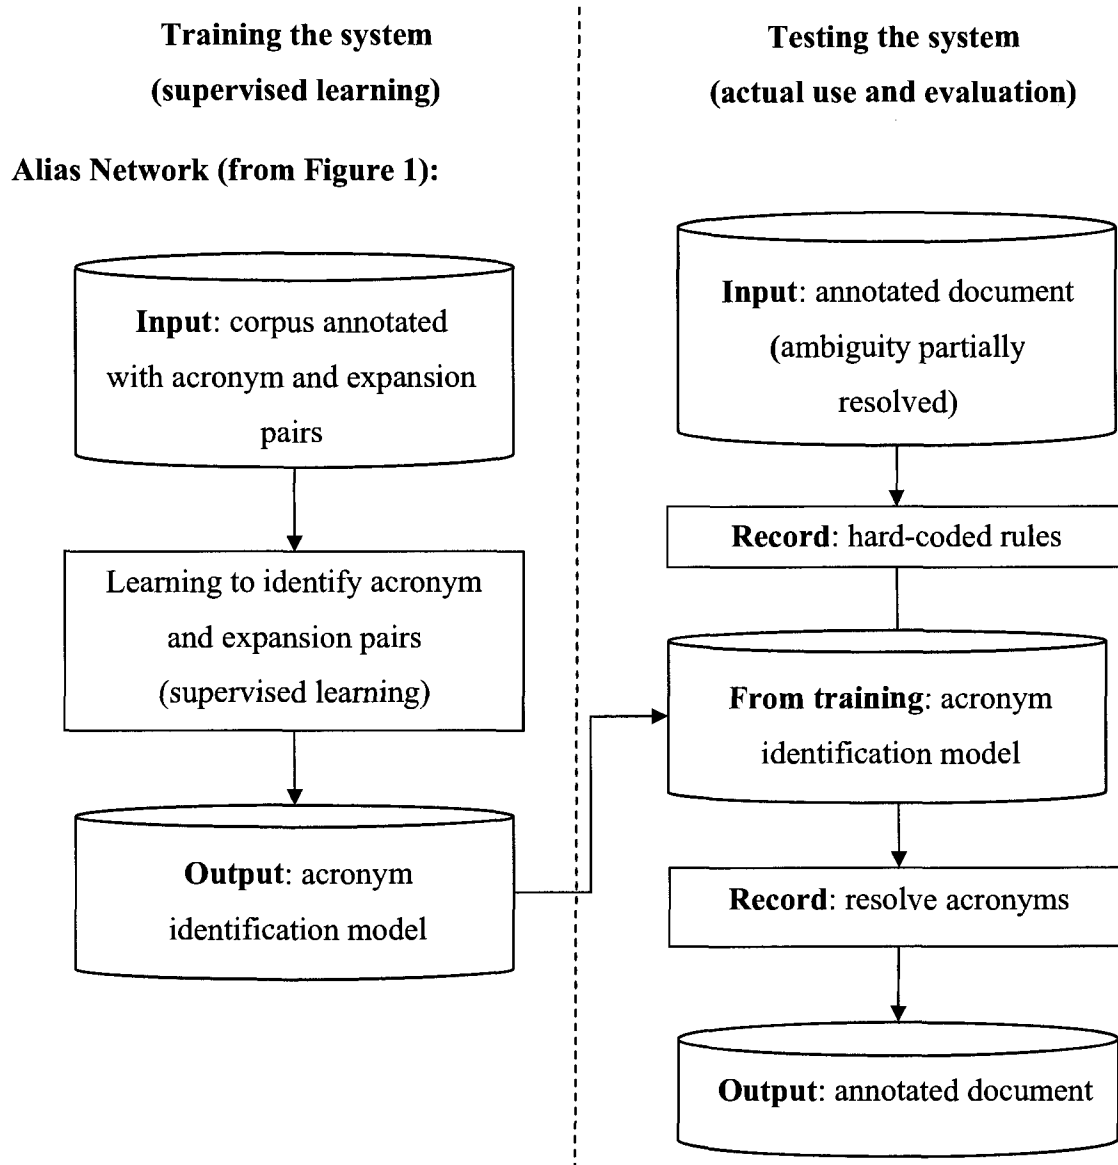 Training the system
(supervised learning)
Alias Network (from Figure 1):
Input: corpus annotated
with acronym and expansion
pairs
Learning to identify acronym
and expansion pairs
(supervised learning)
Output: acronym
identification model
Testing the system
(actual use and evaluation)
Input: annotated document
(ambiguity partially
resolved)
Record: hard-coded rules
From training: acronym
identification model
Record: resolve acronyms
Output: annotated document